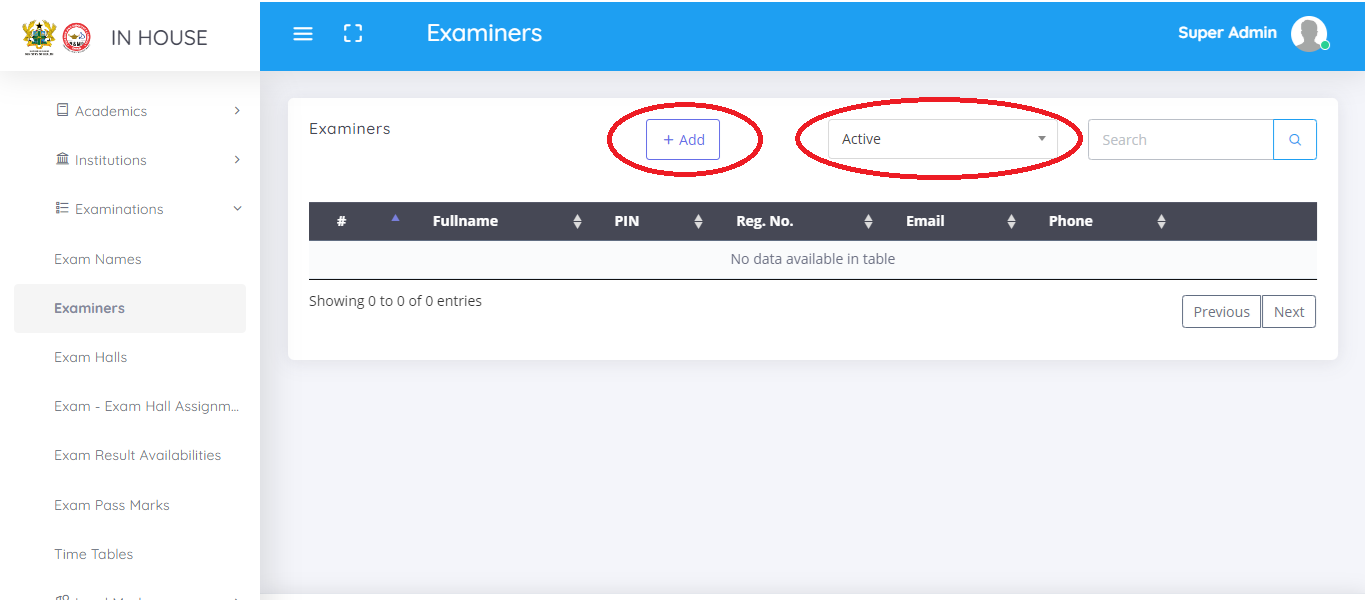 IN HOUSE
Examiners
Super Admin
Academics
Institutions
Examinations
Exam Names
Examiners
Exam Halls
Exam - Exam Hall Assignm...
Exam Result Availabilities
Exam Pass Marks
Time Tables
Examiners
+ Add
Active
Search
# Fullname PIN Reg. No. Email Phone
No data available in table
Showing 0 to 0 of 0 entries
Previous Next